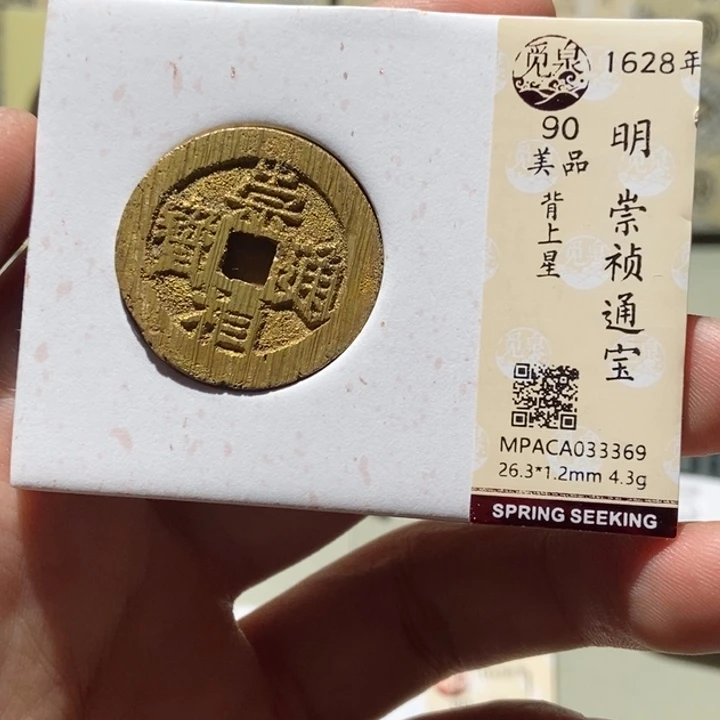 觅泉
1628年
90
美品
背上星
明 崇祯通宝
MPACA033369
26.3*1.2mm 4.3g
SPRING SEEKING
崇禎通寶